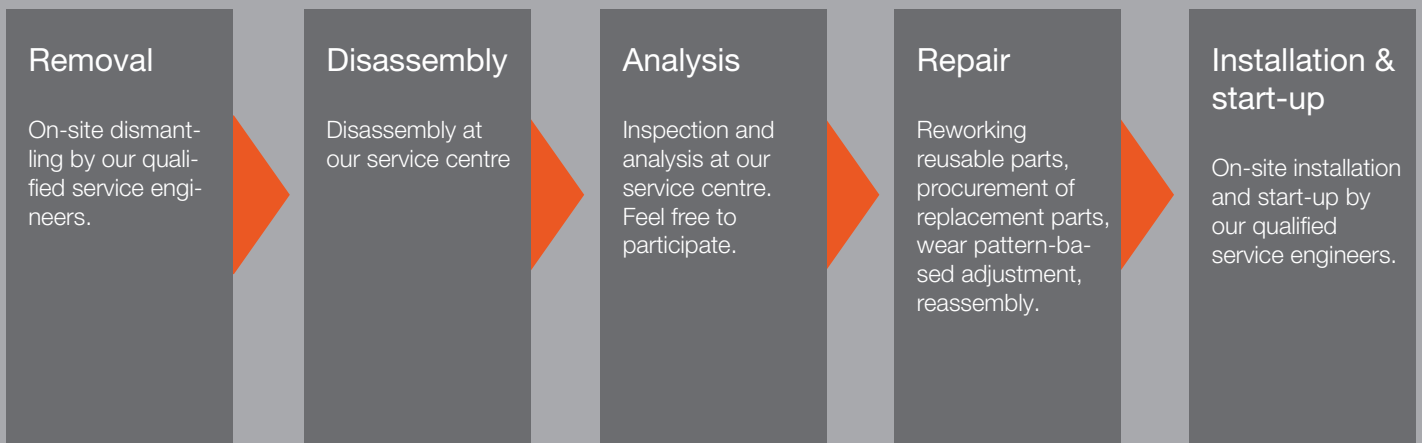 Removal
On-site dismant-
ling by our quali-
fied service engi-
neers.
Disassembly
Disassembly at
our service centre
Analysis
Inspection and
analysis at our
service centre.
Feel free to
participate.
Repair
Reworking
reusable parts,
procurement of
replacement parts,
wear pattern-ba-
sed adjustment,
reassembly.
Installation &
start-up
On-site installation
and start-up by
our qualified
service engineers.